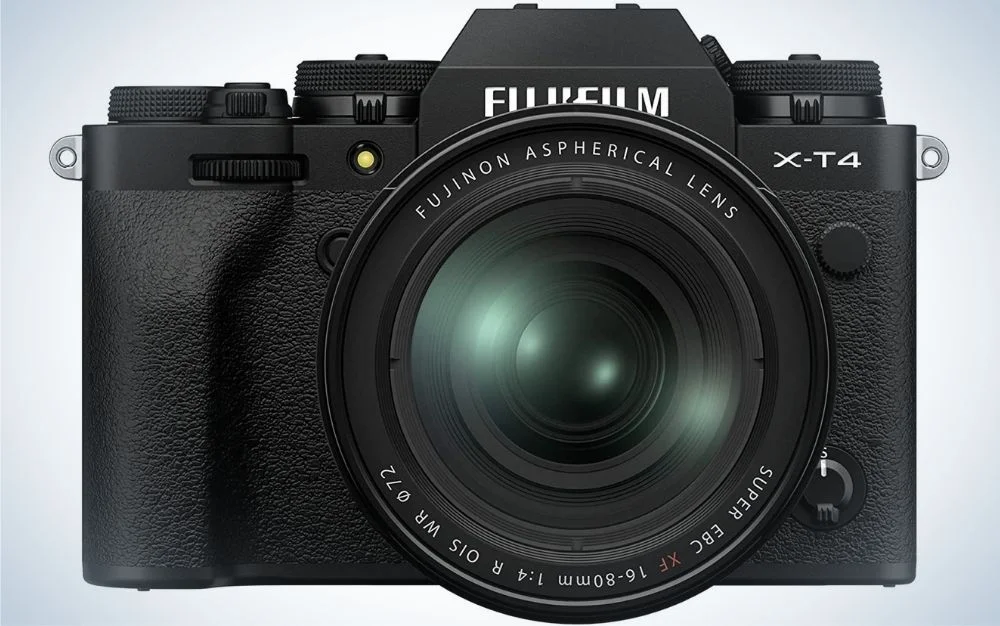 FUJIFILM
X-T4
FUJINON ASPHERICAL LENS
SUPER EBC XF 16-80mm 1:4 R OIS WR Ø72
S